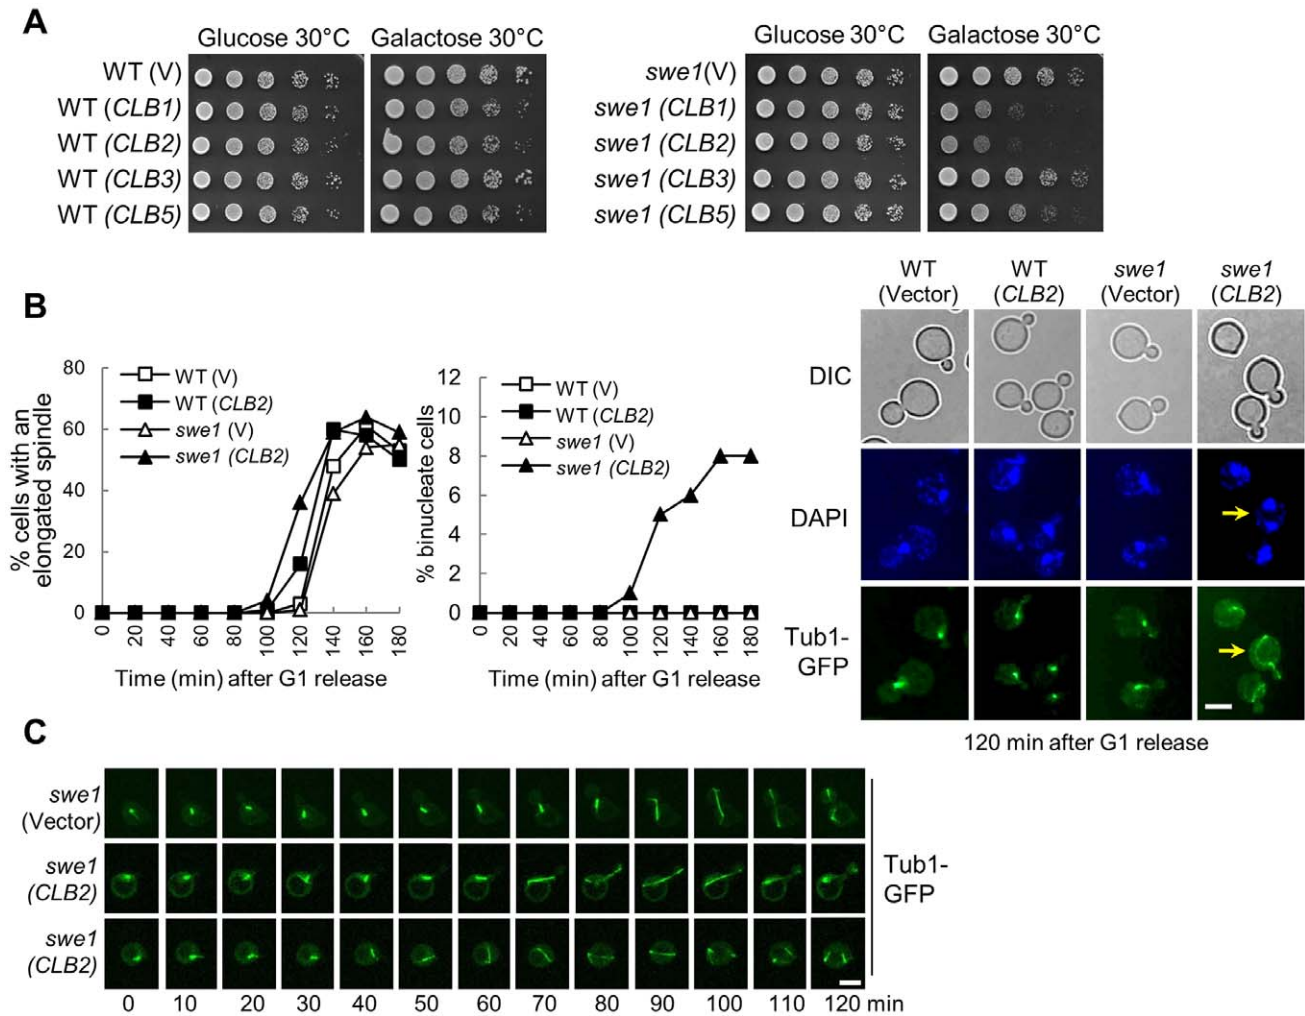 A
Glucose 30°C
Galactose 30°C
WT (V)
WT (CLB1)
WT (CLB2)
WT (CLB3)
WT (CLB5)
Glucose 30°C
Galactose 30°C
swe1(V)
swe1 (CLB1)
swe1 (CLB2)
swe1 (CLB3)
swe1 (CLB5)
B
% cells with an
elongated spindle
80
60
40
20
0
WT (V)
WT (CLB2)
swe1 (V)
swe1 (CLB2)
0 20 40 60 80 100 120 140 160 180
Time (min) after G1 release
% binucleate cells
12
10
8
6
4
2
0
WT (V)
WT (CLB2)
swe1 (V)
swe1 (CLB2)
0 20 40 60 80 100 120 140 160 180
Time (min) after G1 release
WT
(Vector)
WT
(CLB2)
swe1
(Vector)
swe1
(CLB2)
DIC
DAPI
Tub1-
GFP
120 min after G1 release
C
swe1
(Vector)
swe1
(CLB2)
swe1
(CLB2)
Tub1-
GFP
0 10 20 30 40 50 60 70 80 90 100 110 120 min